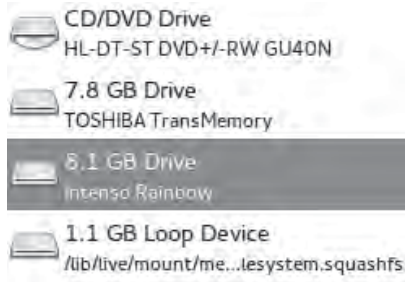 CD/DVD Drive
HL-DT-ST DVD+/-RW GU40N
7.8 GB Drive
TOSHIBA TransMemory
8.1 GB Drive
Intenso Rainbow
1.1 GB Loop Device
/lib/live/mount/me...lesystem.squashfs